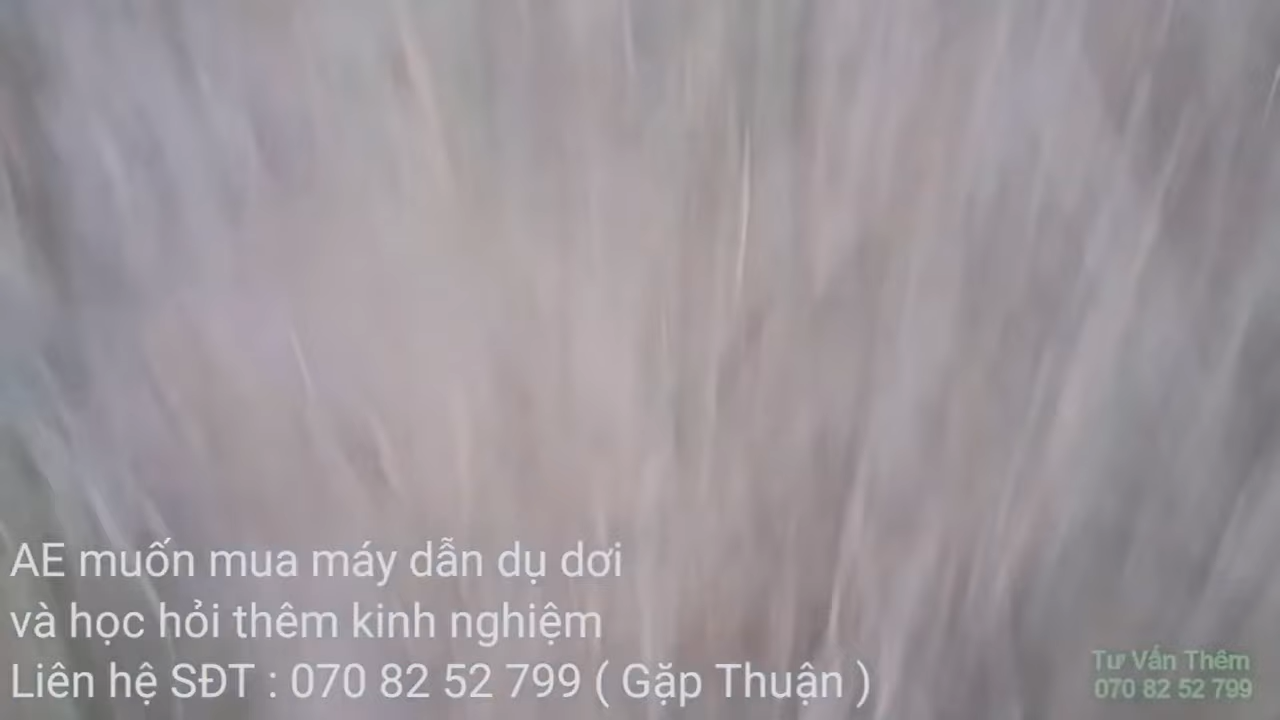 AE muốn mua máy dẫn dụ dơi
và học hỏi thêm kinh nghiệm
Liên hệ SĐT : 070 82 52 799 ( Gặp Thuận )
Tư Vấn Thêm
070 82 52 799